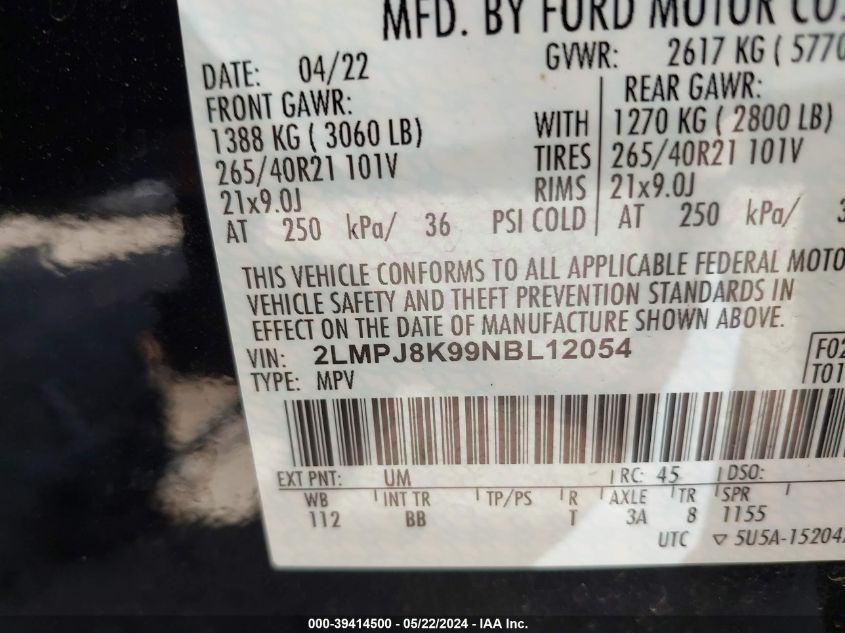 MFD. BY FORD MOTOR CO.
DATE: 04/22 GVWR: 2617 KG ( 5770
FRONT GAWR: REAR GAWR:
1388 KG ( 3060 LB) WITH 1270 KG ( 2800 LB)
265/40R21 101V TIRES 265/40R21 101V
21x9.0J RIMS 21x9.0J
AT 250 kPa/ 36 PSI COLD AT 250 kPa/ 3
THIS VEHICLE CONFORMS TO ALL APPLICABLE FEDERAL MOTO
VEHICLE SAFETY AND THEFT PREVENTION STANDARDS IN
EFFECT ON THE DATE OF MANUFACTURE SHOWN ABOVE.
VIN: 2LMPJ8K99NBL12054 F02
TYPE: MPV T01
EXT PNT: UM RC: 45 DSO:
WB INT TR TP/PS R AXLE TR SPR
112 BB T 3A 8 1155
UTC ▽ 5U5A-15204
000-39414500 - 05/22/2024 - IAA Inc.